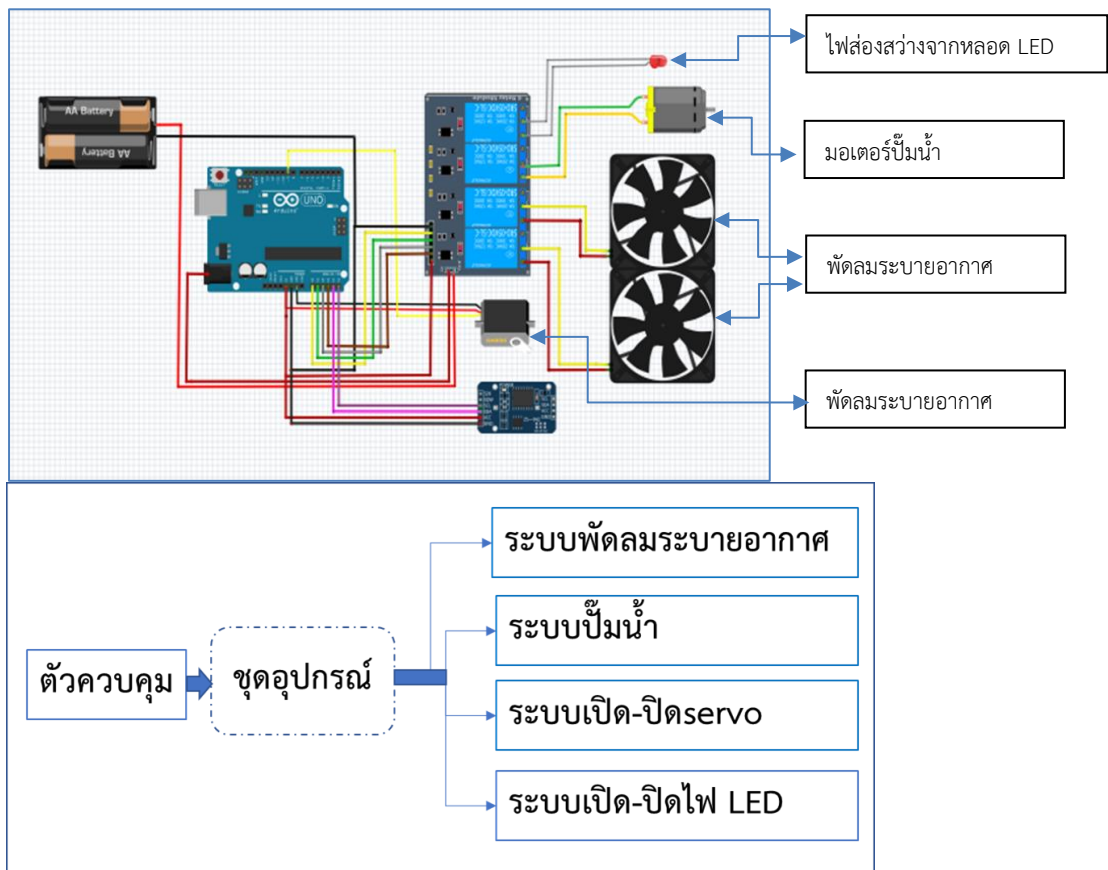 ไฟส่องสว่างจากหลอด LED
AA Battery
AA Battery
UNO
มอเตอร์ปั๊มน้ำ
พัดลมระบายอากาศ
พัดลมระบายอากาศ
ระบบพัดลมระบายอากาศ
ระบบปั๊มน้ำ
ตัวควบคุม
ชุดอุปกรณ์
ระบบเปิด-ปิดservo
ระบบเปิด-ปิดไฟ LED